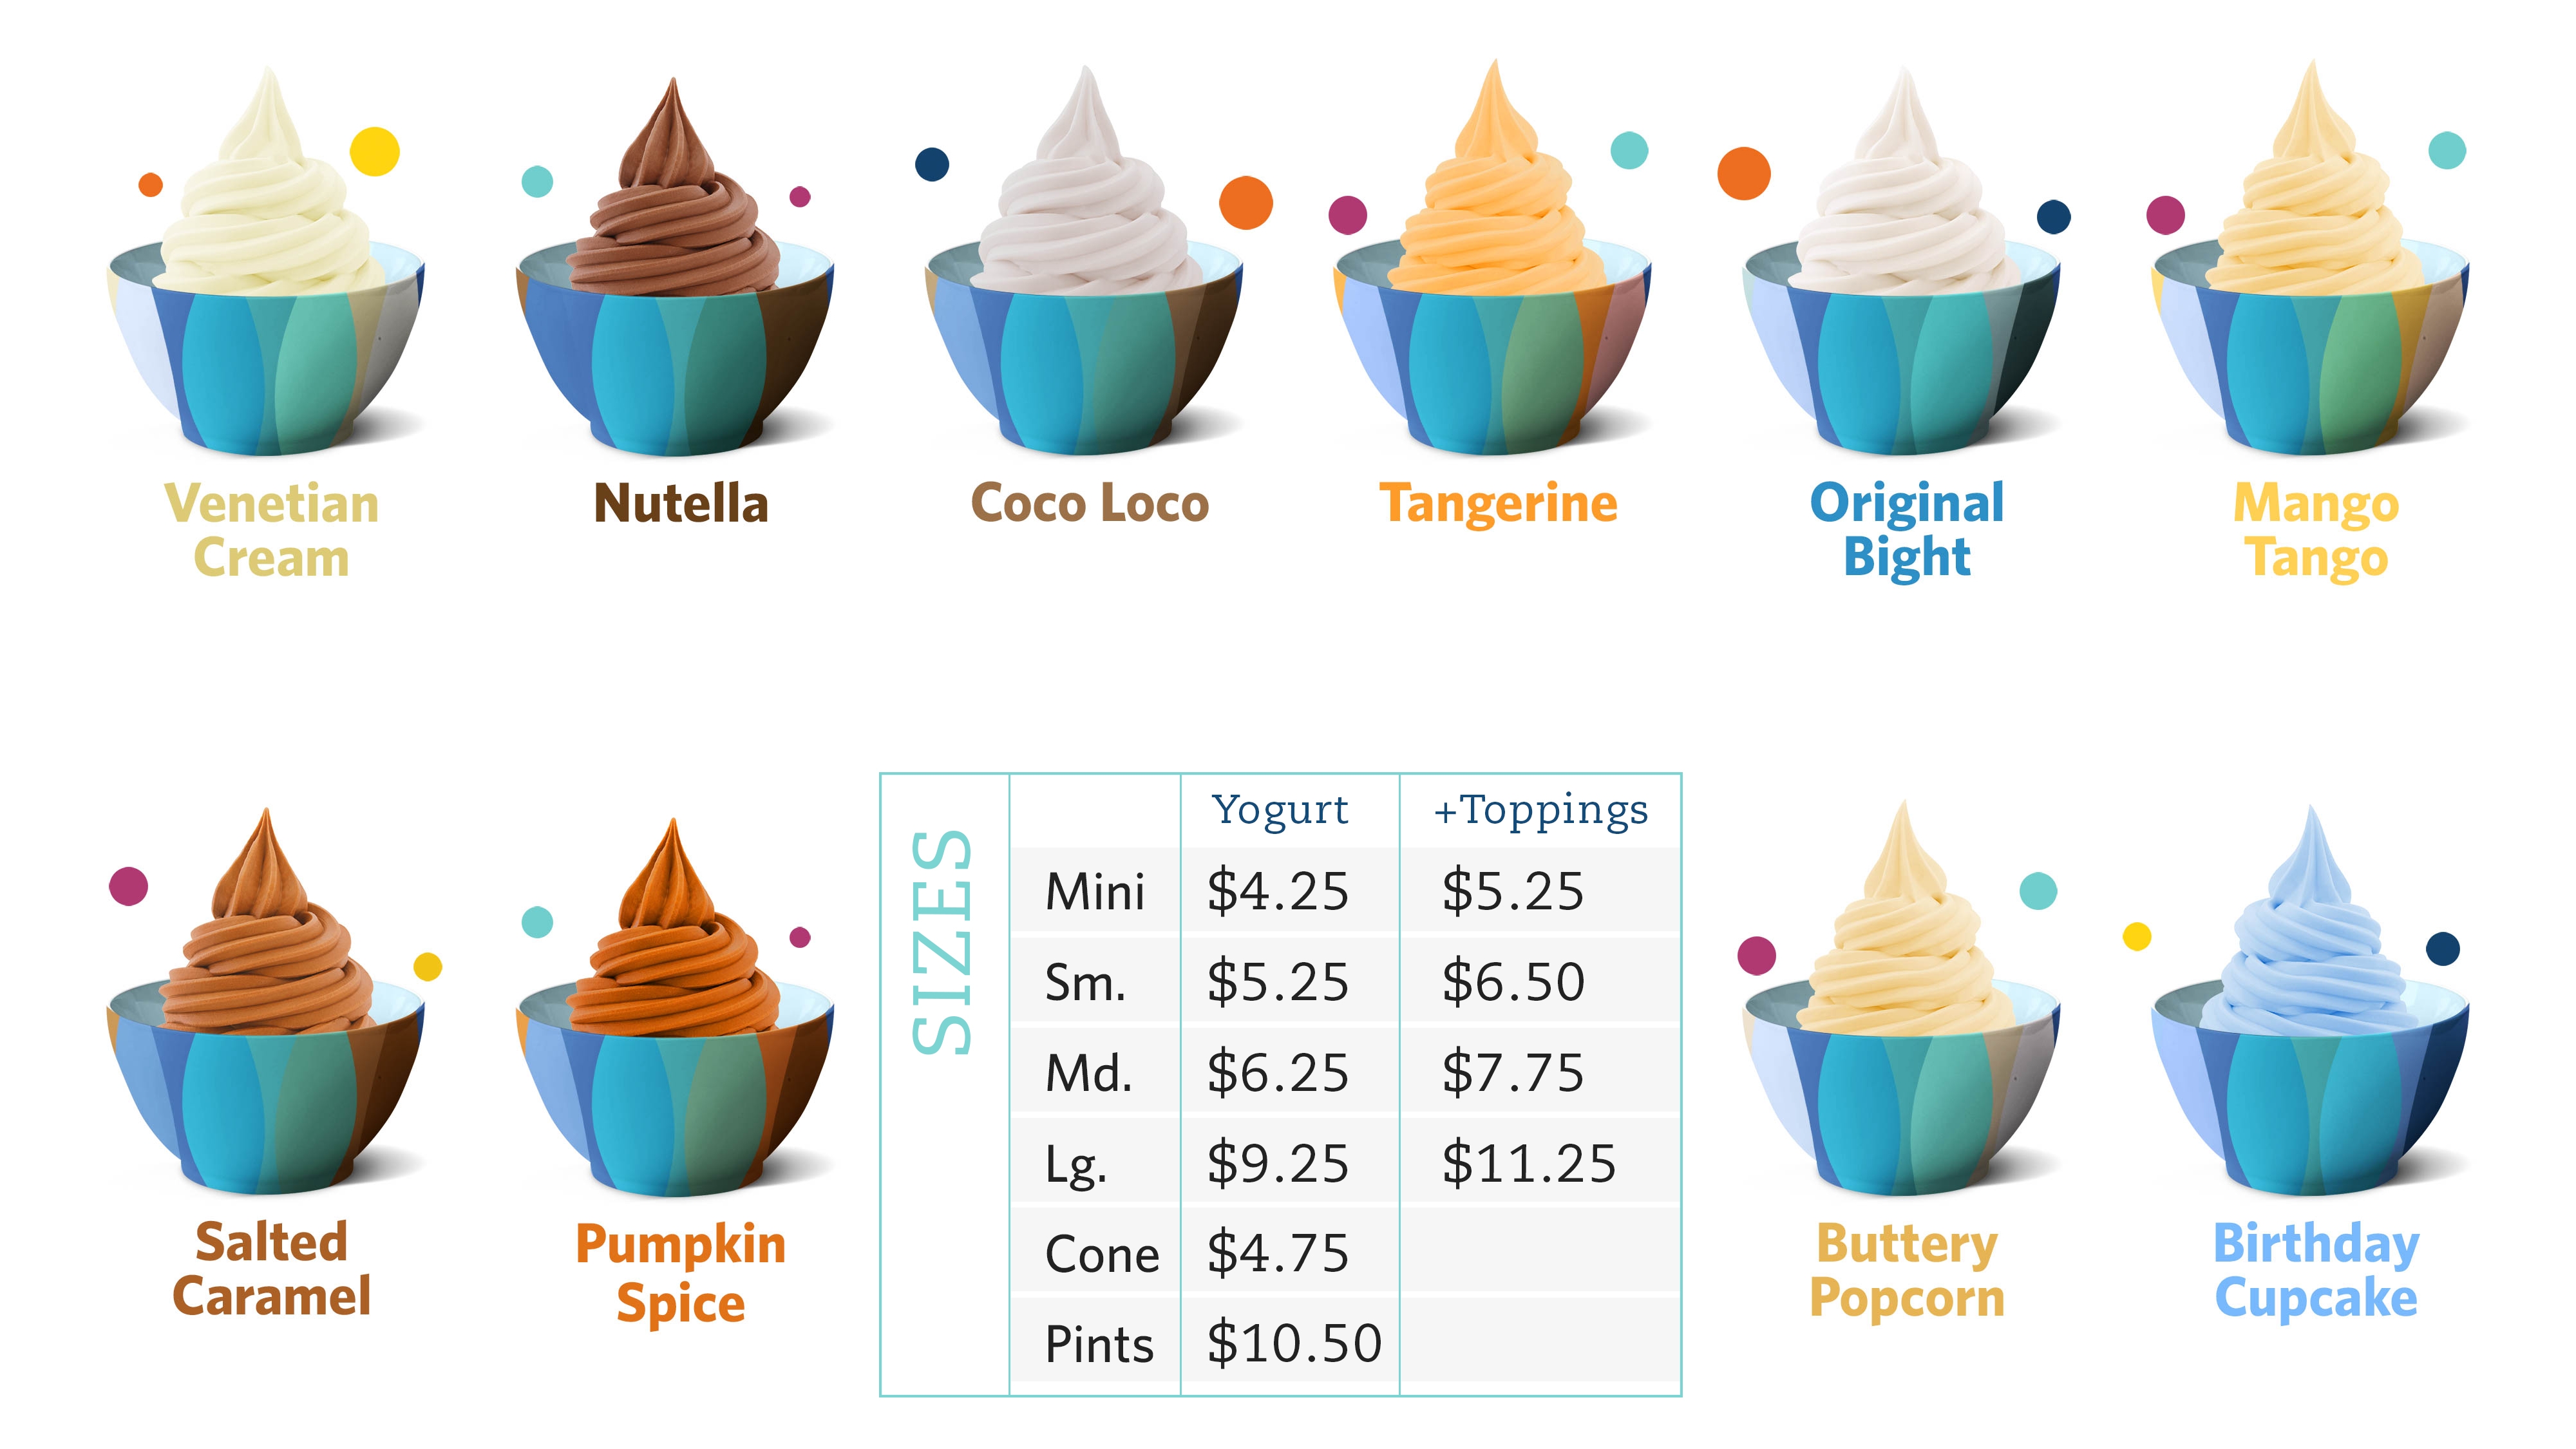 Venetian
Cream
Nutella
Coco Loco
Tangerine
Original
Bight
Mango
Tango
Salted
Caramel
Pumpkin
Spice
SIZES
Yogurt +Toppings
Mini $4.25 $5.25
Sm. $5.25 $6.50
Md. $6.25 $7.75
Lg. $9.25 $11.25
Cone $4.75
Pints $10.50
Buttery
Popcorn
Birthday
Cupcake